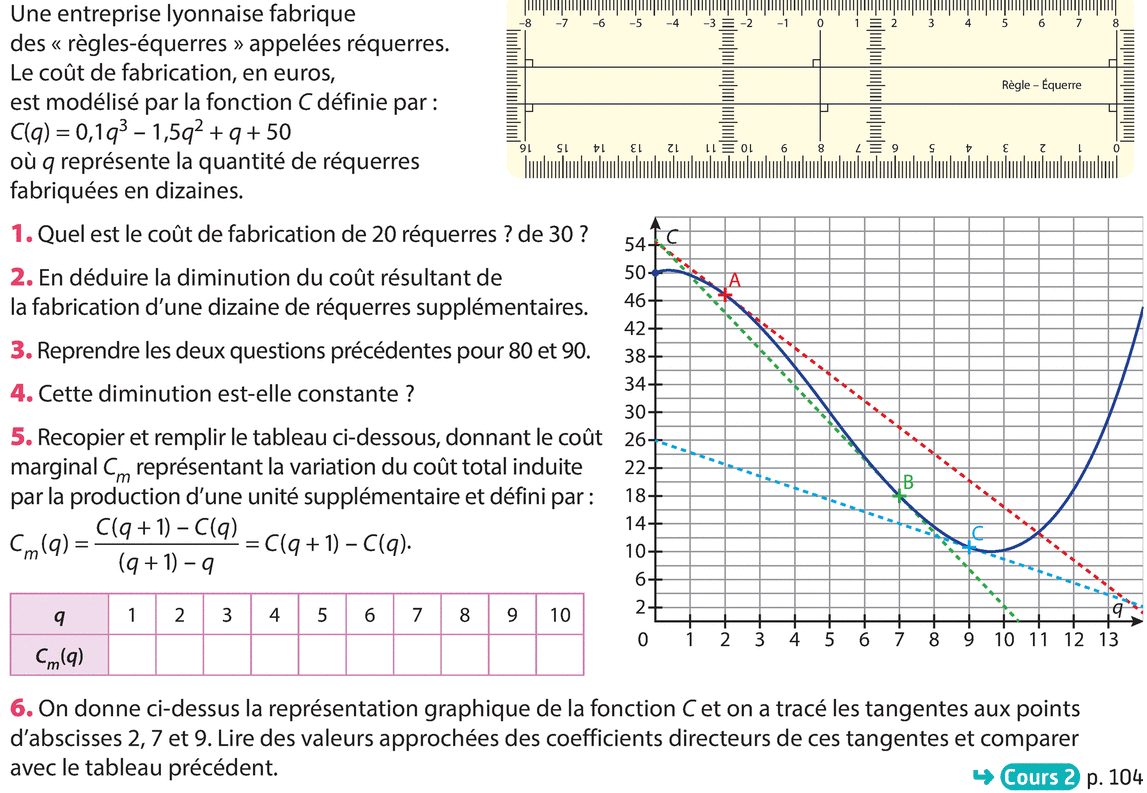 Une entreprise lyonnaise fabrique
des « règles-équerres » appelées réquerres.
Le coût de fabrication, en euros,
est modélisé par la fonction C définie par :
C(q) = 0,1q³ – 1,5q² + q + 50
où q représente la quantité de réquerres
fabriquées en dizaines.
-8 -7 -6 -5 -4 -3 -2 -1 0 1 2 3 4 5 6 7 8
Règle – Équerre
16 15 14 13 12 11 10 9 8 7 6 5 4 3 2 1 0
1. Quel est le coût de fabrication de 20 réquerres ? de 30 ?
2. En déduire la diminution du coût résultant de
la fabrication d’une dizaine de réquerres supplémentaires.
3. Reprendre les deux questions précédentes pour 80 et 90.
4. Cette diminution est-elle constante ?
5. Recopier et remplir le tableau ci-dessous, donnant le coût
marginal Cm représentant la variation du coût total induite
par la production d’une unité supplémentaire et défini par :
Cm(q) = (C(q + 1) – C(q)) / ((q + 1) – q) = C(q + 1) – C(q).
q 1 2 3 4 5 6 7 8 9 10
Cm(q)
C
54
50
46
42
38
34
30
26
22
18
14
10
6
2
A
B
C
q
0 1 2 3 4 5 6 7 8 9 10 11 12 13
6. On donne ci-dessus la représentation graphique de la fonction C et on a tracé les tangentes aux points
d’abscisses 2, 7 et 9. Lire des valeurs approchées des coefficients directeurs de ces tangentes et comparer
avec le tableau précédent.
Cours 2 p. 104